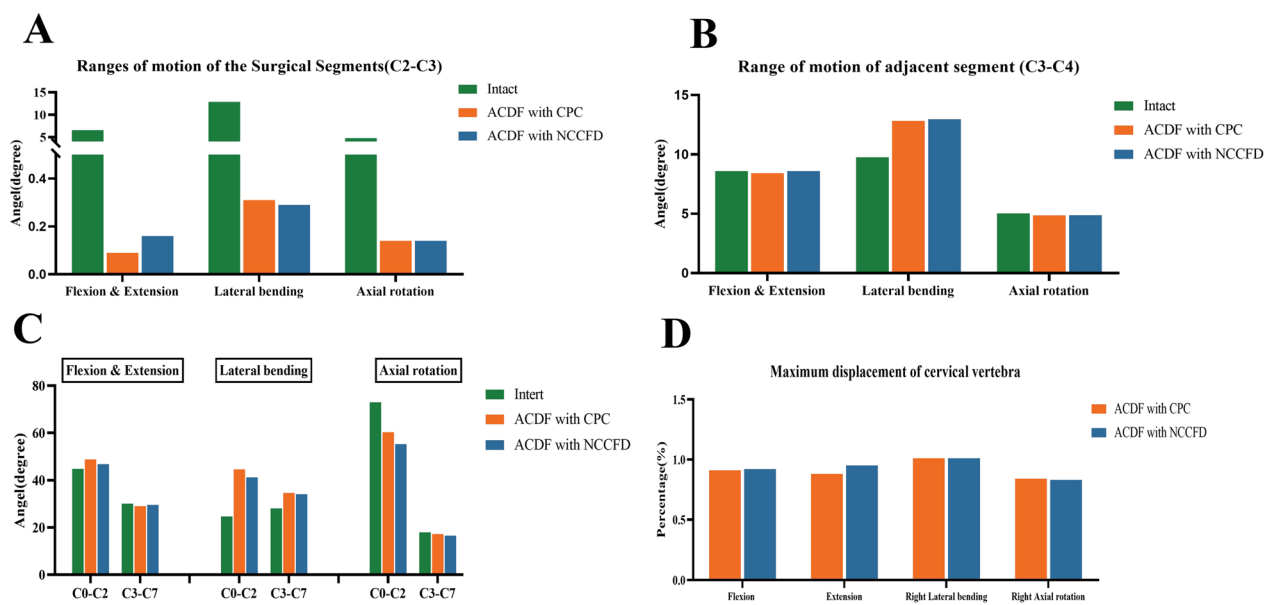 A
Ranges of motion of the Surgical Segments(C2-C3)
Angel(degree)
15
10
5
0.4
0.2
0.0
Flexion & Extension
Lateral bending
Axial rotation
Intact
ACDF with CPC
ACDF with NCCFD
B
Range of motion of adjacent segment (C3-C4)
Angel(degree)
15
10
5
0
Flexion & Extension
Lateral bending
Axial rotation
Intact
ACDF with CPC
ACDF with NCCFD
C
Flexion & Extension
Lateral bending
Axial rotation
Angel(degree)
80
60
40
20
0
C0-C2
C3-C7
C0-C2
C3-C7
C0-C2
C3-C7
Intert
ACDF with CPC
ACDF with NCCFD
D
Maximum displacement of cervical vertebra
Percentage(%)
1.5
1.0
0.5
0.0
Flexion
Extension
Right Lateral bending
Right Axial rotation
ACDF with CPC
ACDF with NCCFD